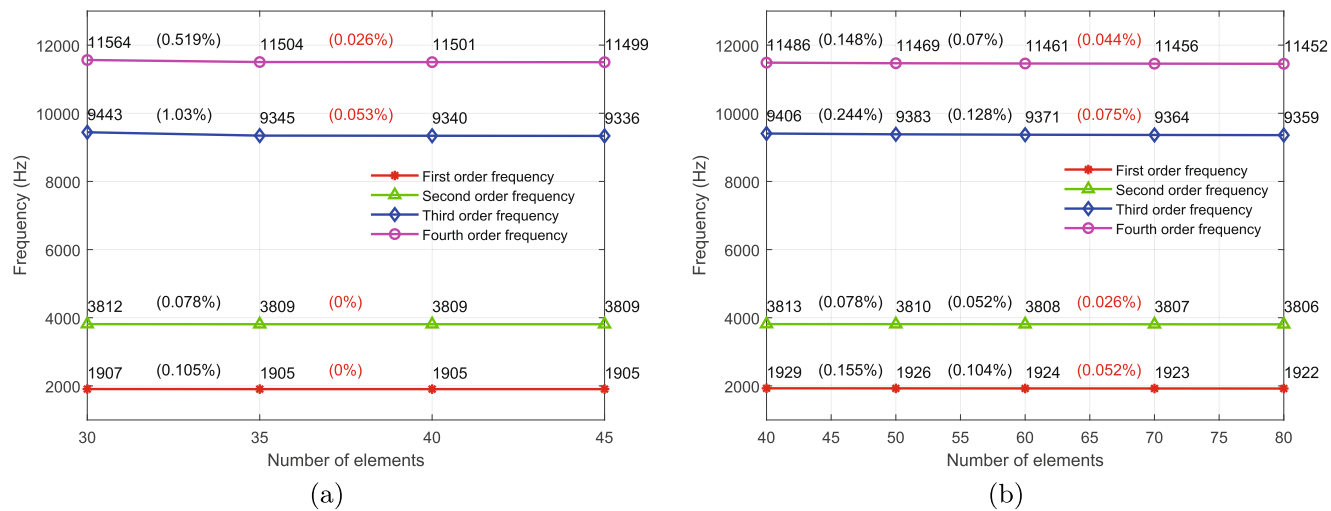 12000
10000
8000
6000
4000
2000
Frequency (Hz)
11564 (0.519%) 11504 (0.026%) 11501 11499
9443 (1.03%) 9345 (0.053%) 9340 9336
First order frequency
Second order frequency
Third order frequency
Fourth order frequency
3812 (0.078%) 3809 (0%) 3809 3809
1907 (0.105%) 1905 (0%) 1905 1905
30 35 40 45
Number of elements
(a)
12000
10000
8000
6000
4000
2000
Frequency (Hz)
11486 (0.148%) 11469 (0.07%) 11461 (0.044%) 11456 11452
9406 (0.244%) 9383 (0.128%) 9371 (0.075%) 9364 9359
First order frequency
Second order frequency
Third order frequency
Fourth order frequency
3813 (0.078%) 3810 (0.052%) 3808 (0.026%) 3807 3806
1929 (0.155%) 1926 (0.104%) 1924 (0.052%) 1923 1922
40 45 50 55 60 65 70 75 80
Number of elements
(b)